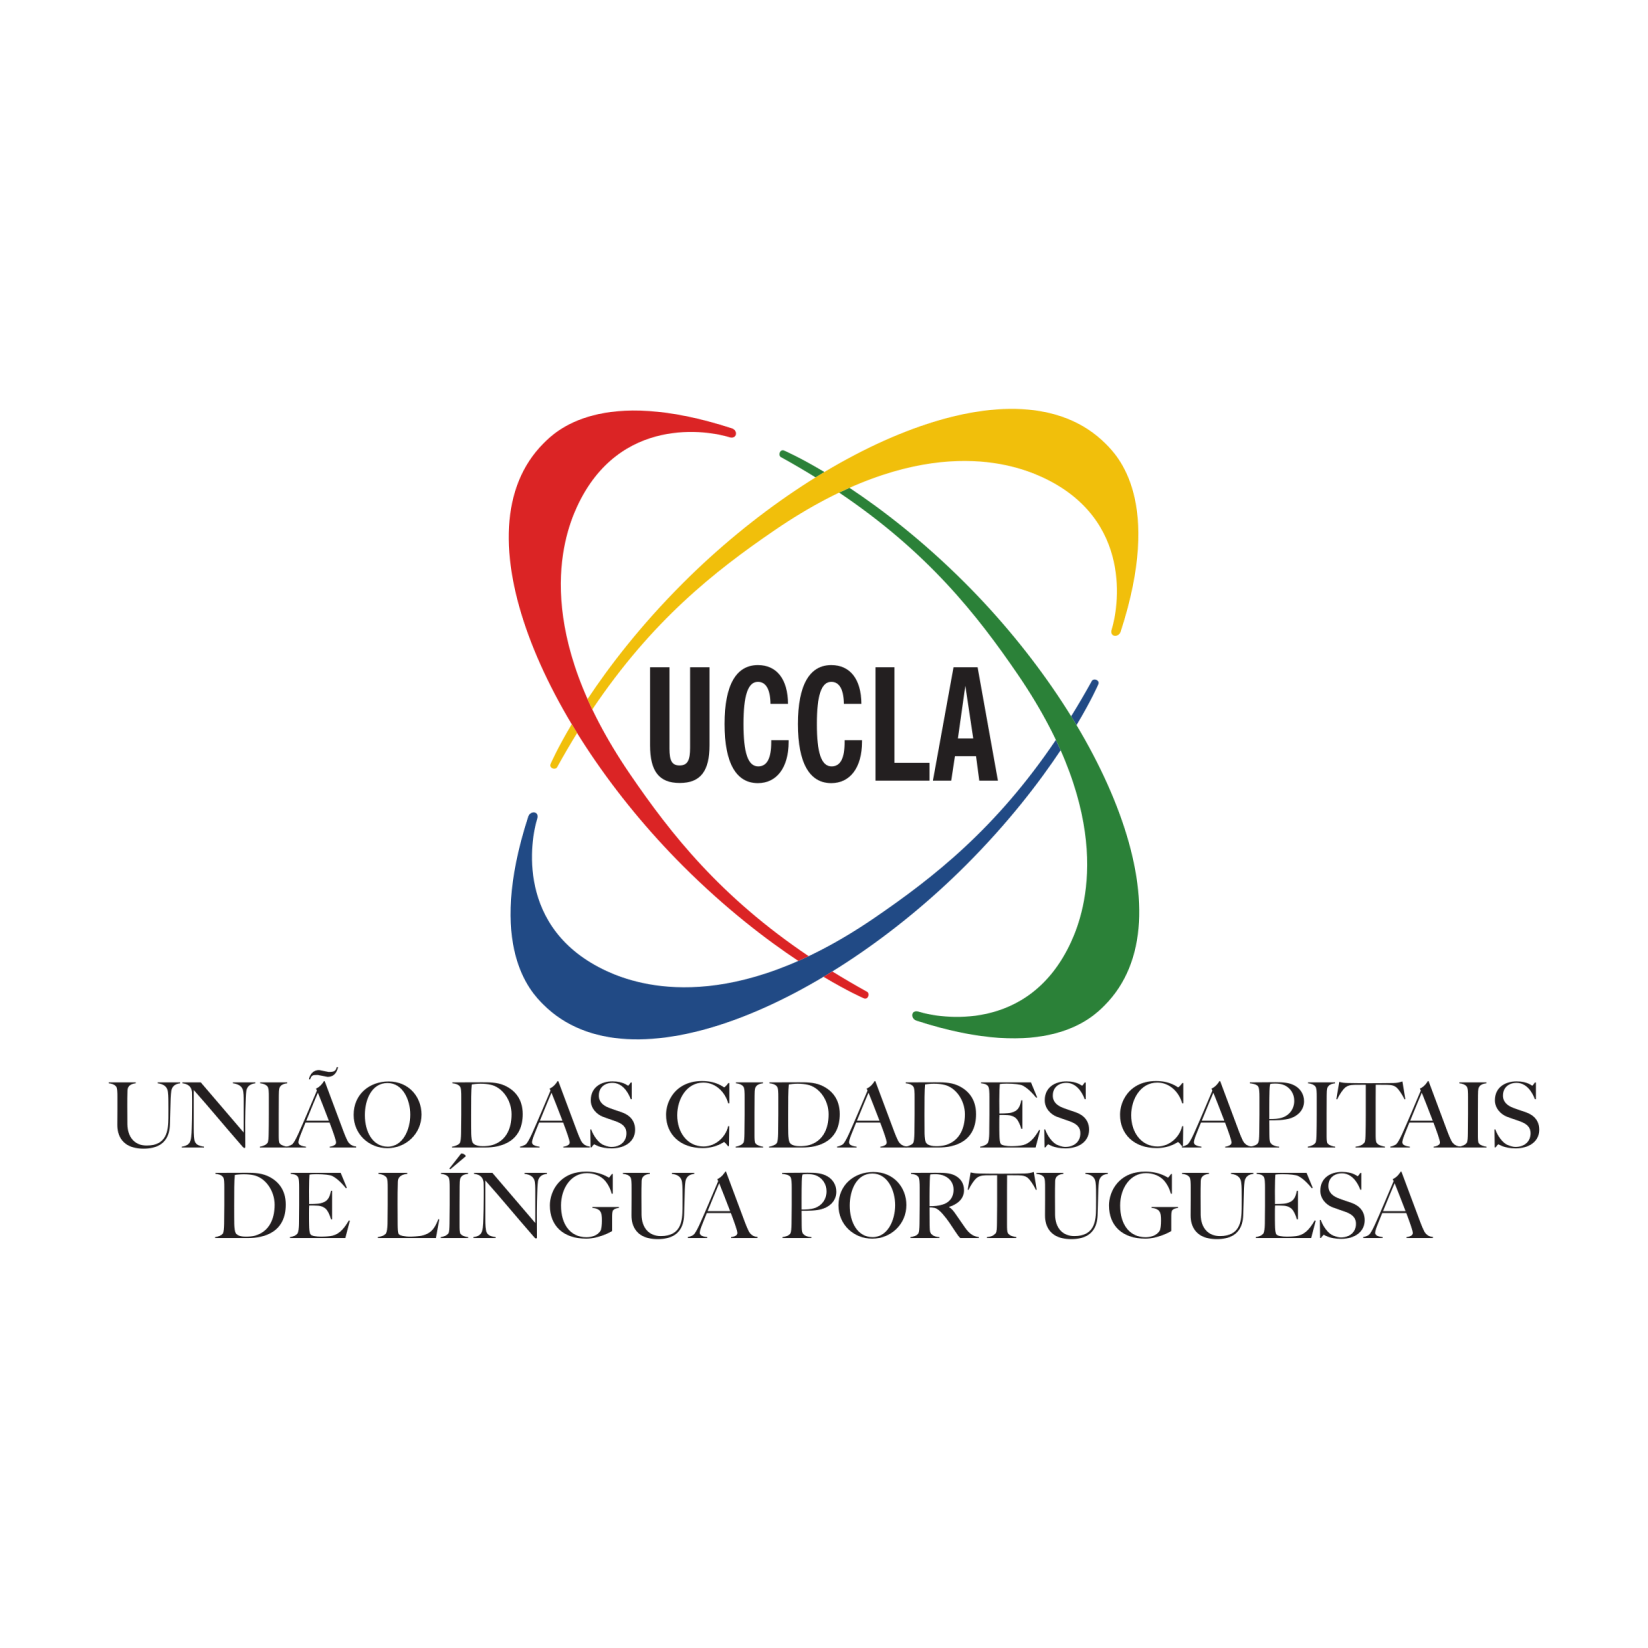 UCCLA
UNIÃO DAS CIDADES CAPITAIS
DE LÍNGUA PORTUGUESA